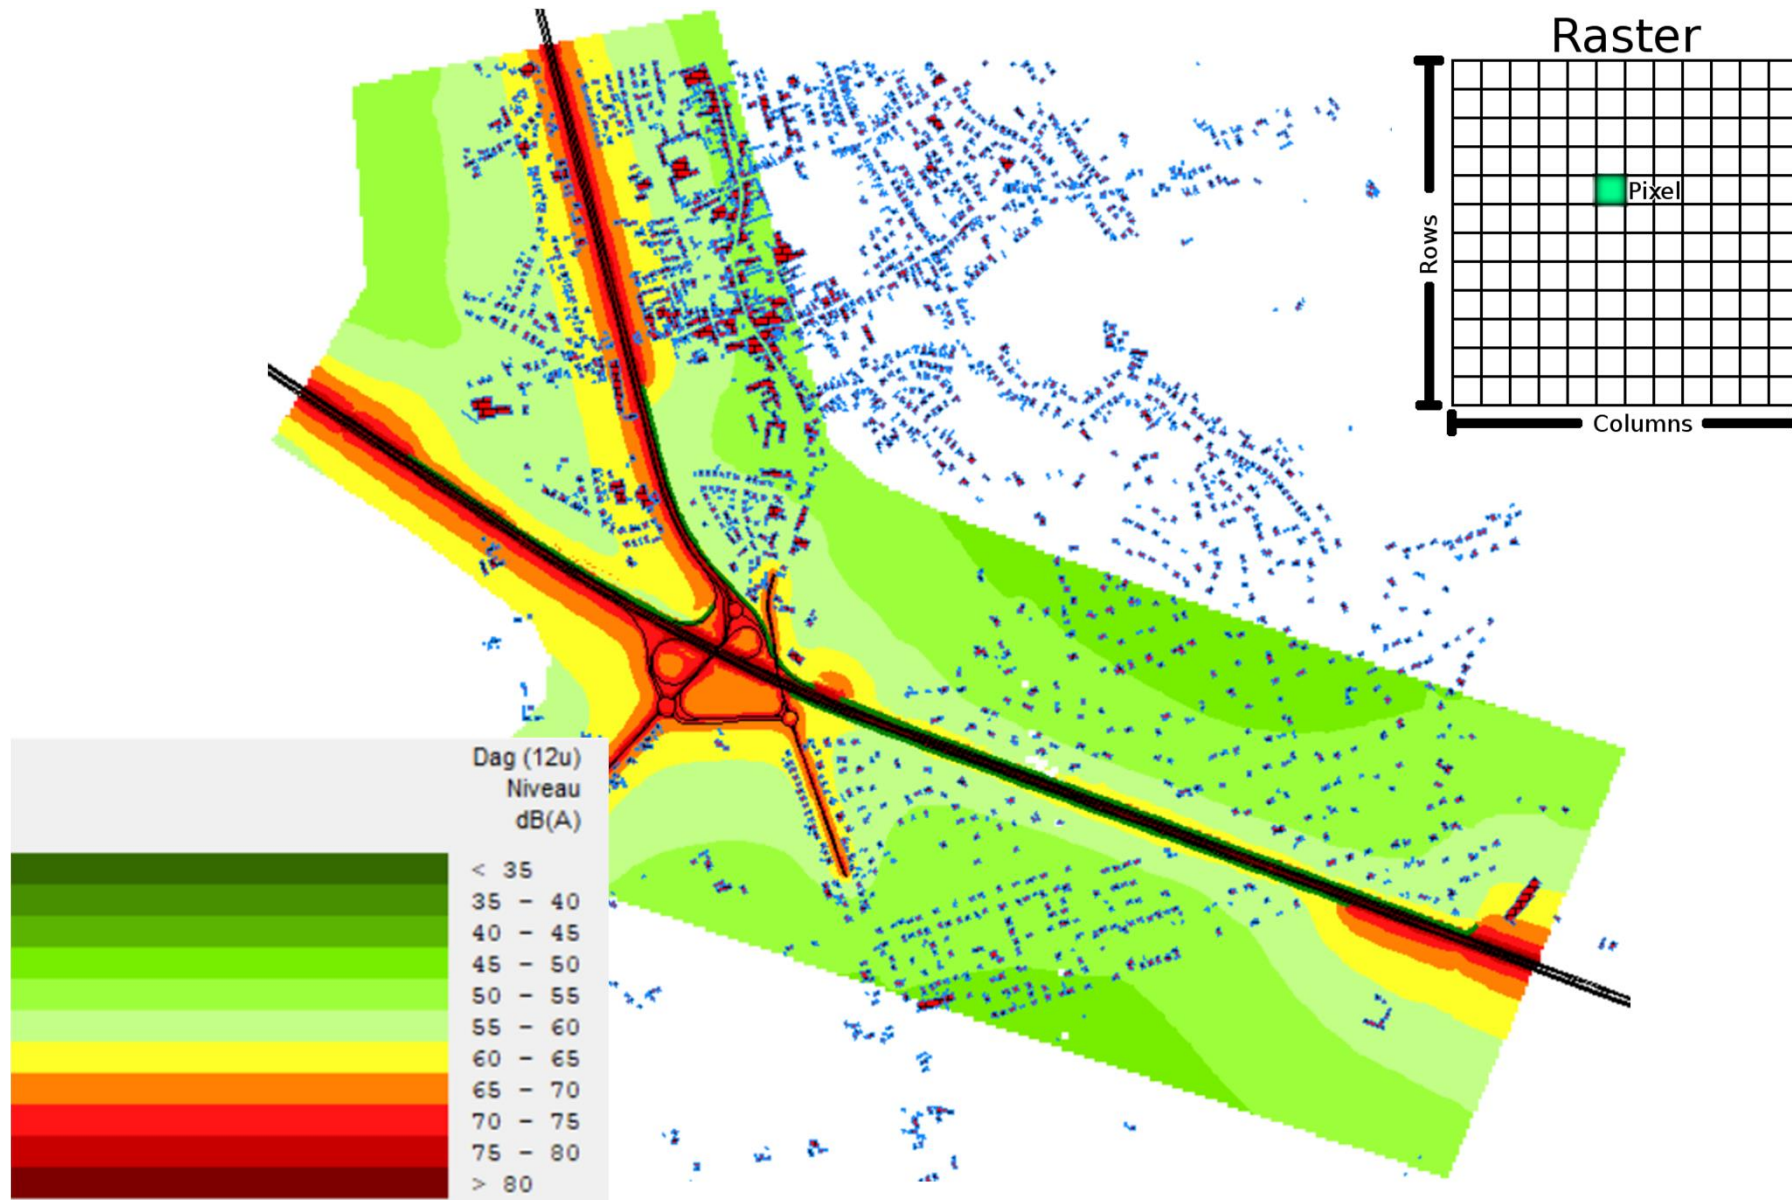 Raster
Pixel
Rows
Columns
Dag (12u)
Niveau
dB(A)
< 35
35 - 40
40 - 45
45 - 50
50 - 55
55 - 60
60 - 65
65 - 70
70 - 75
75 - 80
> 80